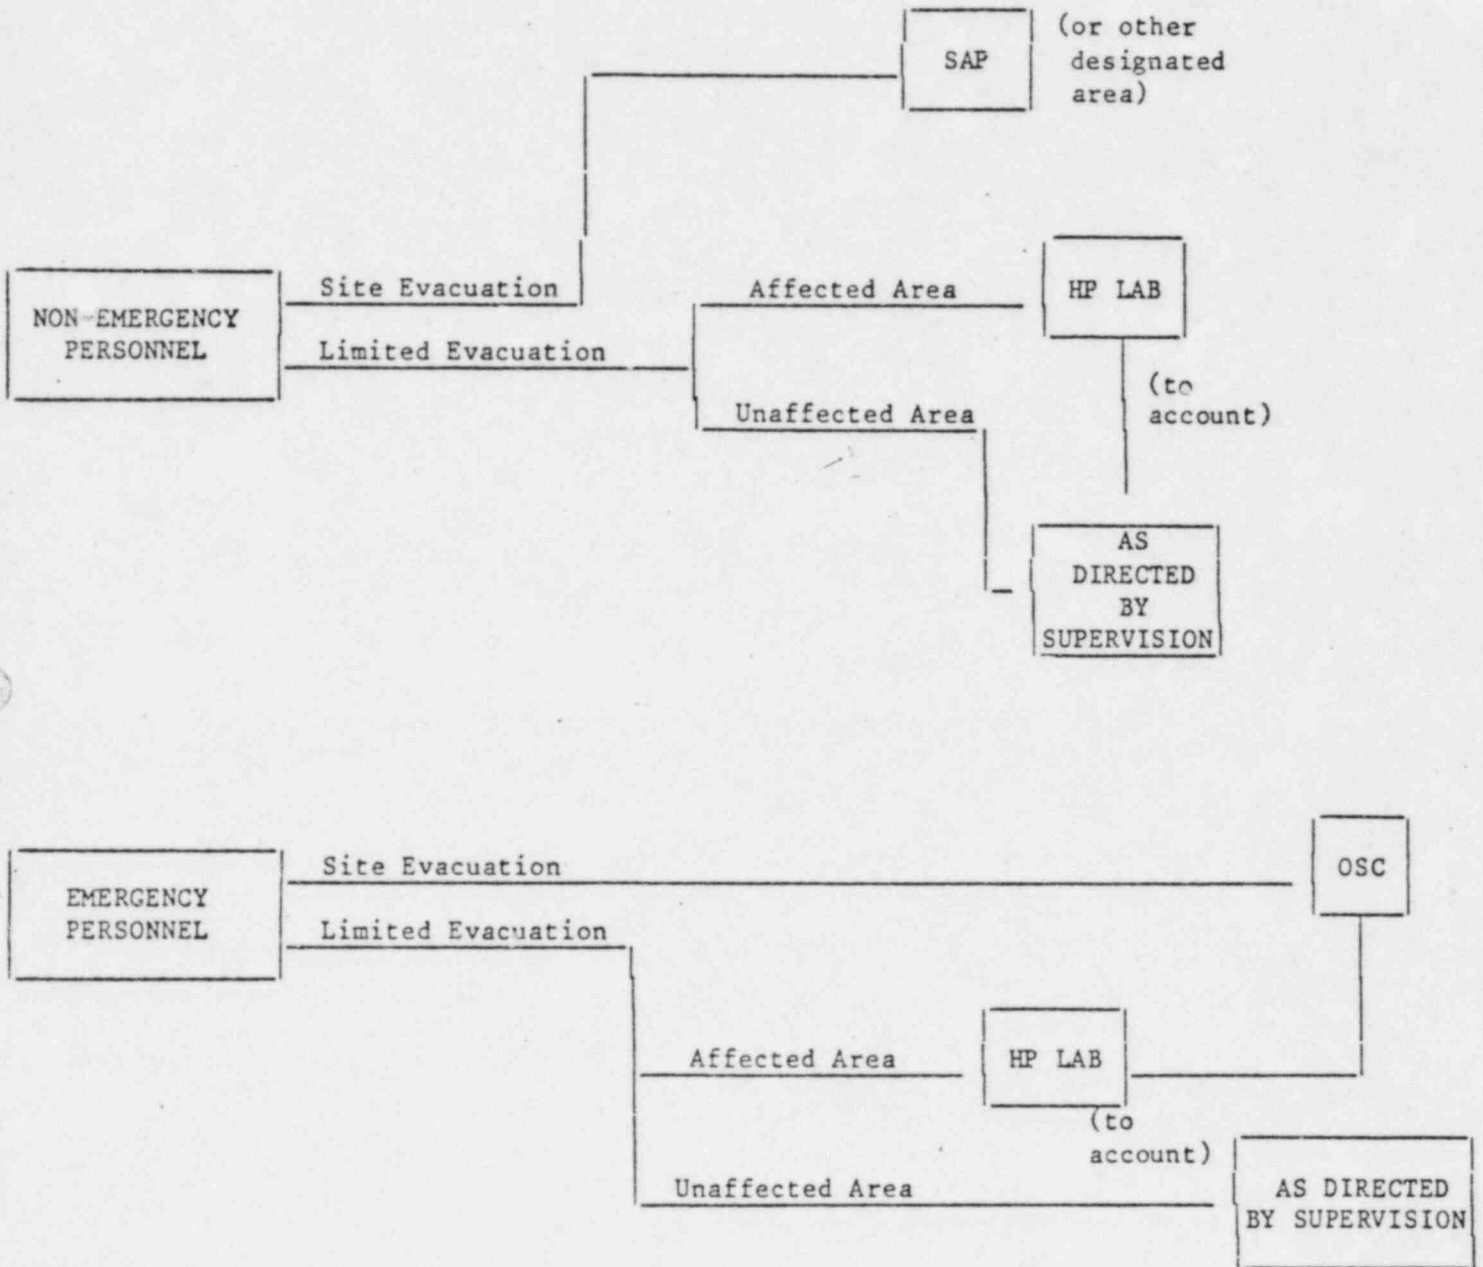 SAP
(or other
designated
area)
NON-EMERGENCY
PERSONNEL
Site Evacuation
Limited Evacuation
Affected Area
HP LAB
(to
account)
Unaffected Area
AS
DIRECTED
BY
SUPERVISION
EMERGENCY
PERSONNEL
Site Evacuation
OSC
Limited Evacuation
Affected Area
HP LAB
(to
account)
Unaffected Area
AS DIRECTED
BY SUPERVISION